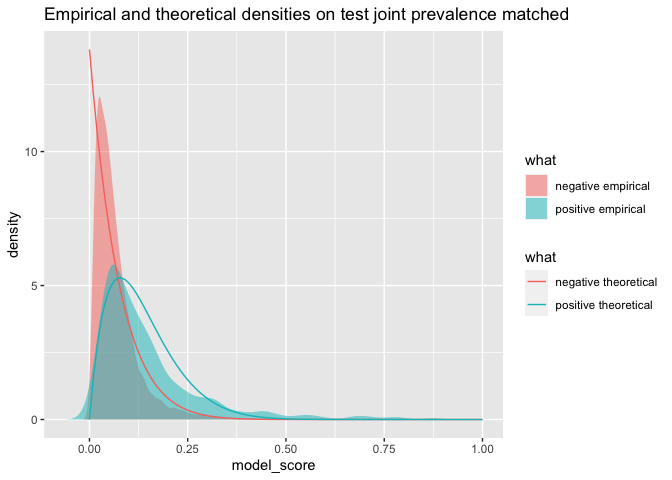 Empirical and theoretical densities on test joint prevalence matched
density
10
5
0
0.00 0.25 0.50 0.75 1.00
model_score
what
negative empirical
positive empirical
what
negative theoretical
positive theoretical